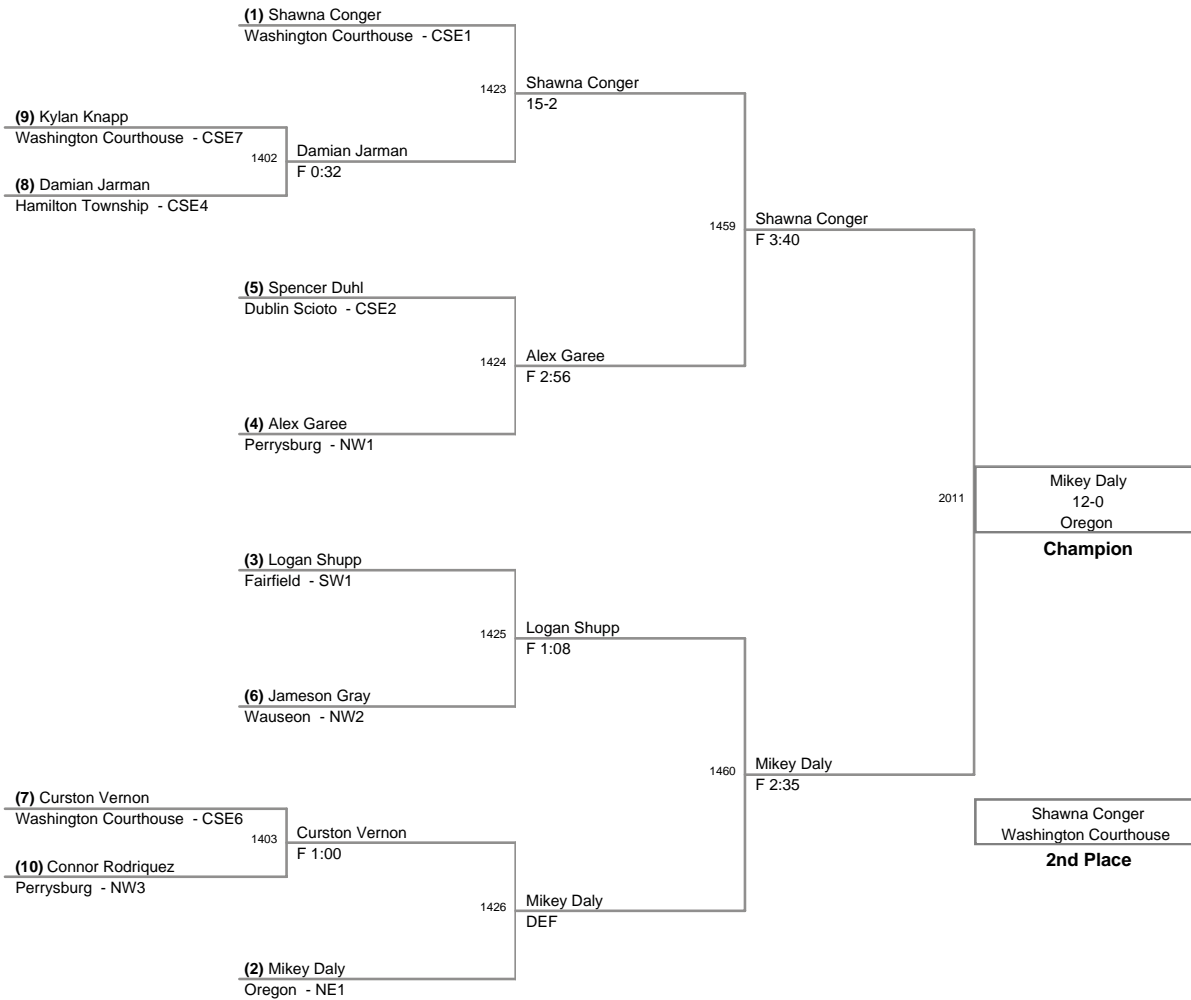 (1) Shawna Conger
Washington Courthouse - CSE1
1423
Shawna Conger
15-2
(9) Kylan Knapp
Washington Courthouse - CSE7
1402
Damian Jarman
F 0:32
(8) Damian Jarman
Hamilton Township - CSE4
1459
Shawna Conger
F 3:40
(5) Spencer Duhl
Dublin Scioto - CSE2
1424
Alex Garee
F 2:56
(4) Alex Garee
Perrysburg - NW1
2011
Mikey Daly
12-0
Oregon
Champion
(3) Logan Shupp
Fairfield - SW1
1425
Logan Shupp
F 1:08
(6) Jameson Gray
Wauseon - NW2
1460
Mikey Daly
F 2:35
(7) Curston Vernon
Washington Courthouse - CSE6
1403
Curston Vernon
F 1:00
(10) Connor Rodriquez
Perrysburg - NW3
Shawna Conger
Washington Courthouse
2nd Place
1426
Mikey Daly
DEF
(2) Mikey Daly
Oregon - NE1